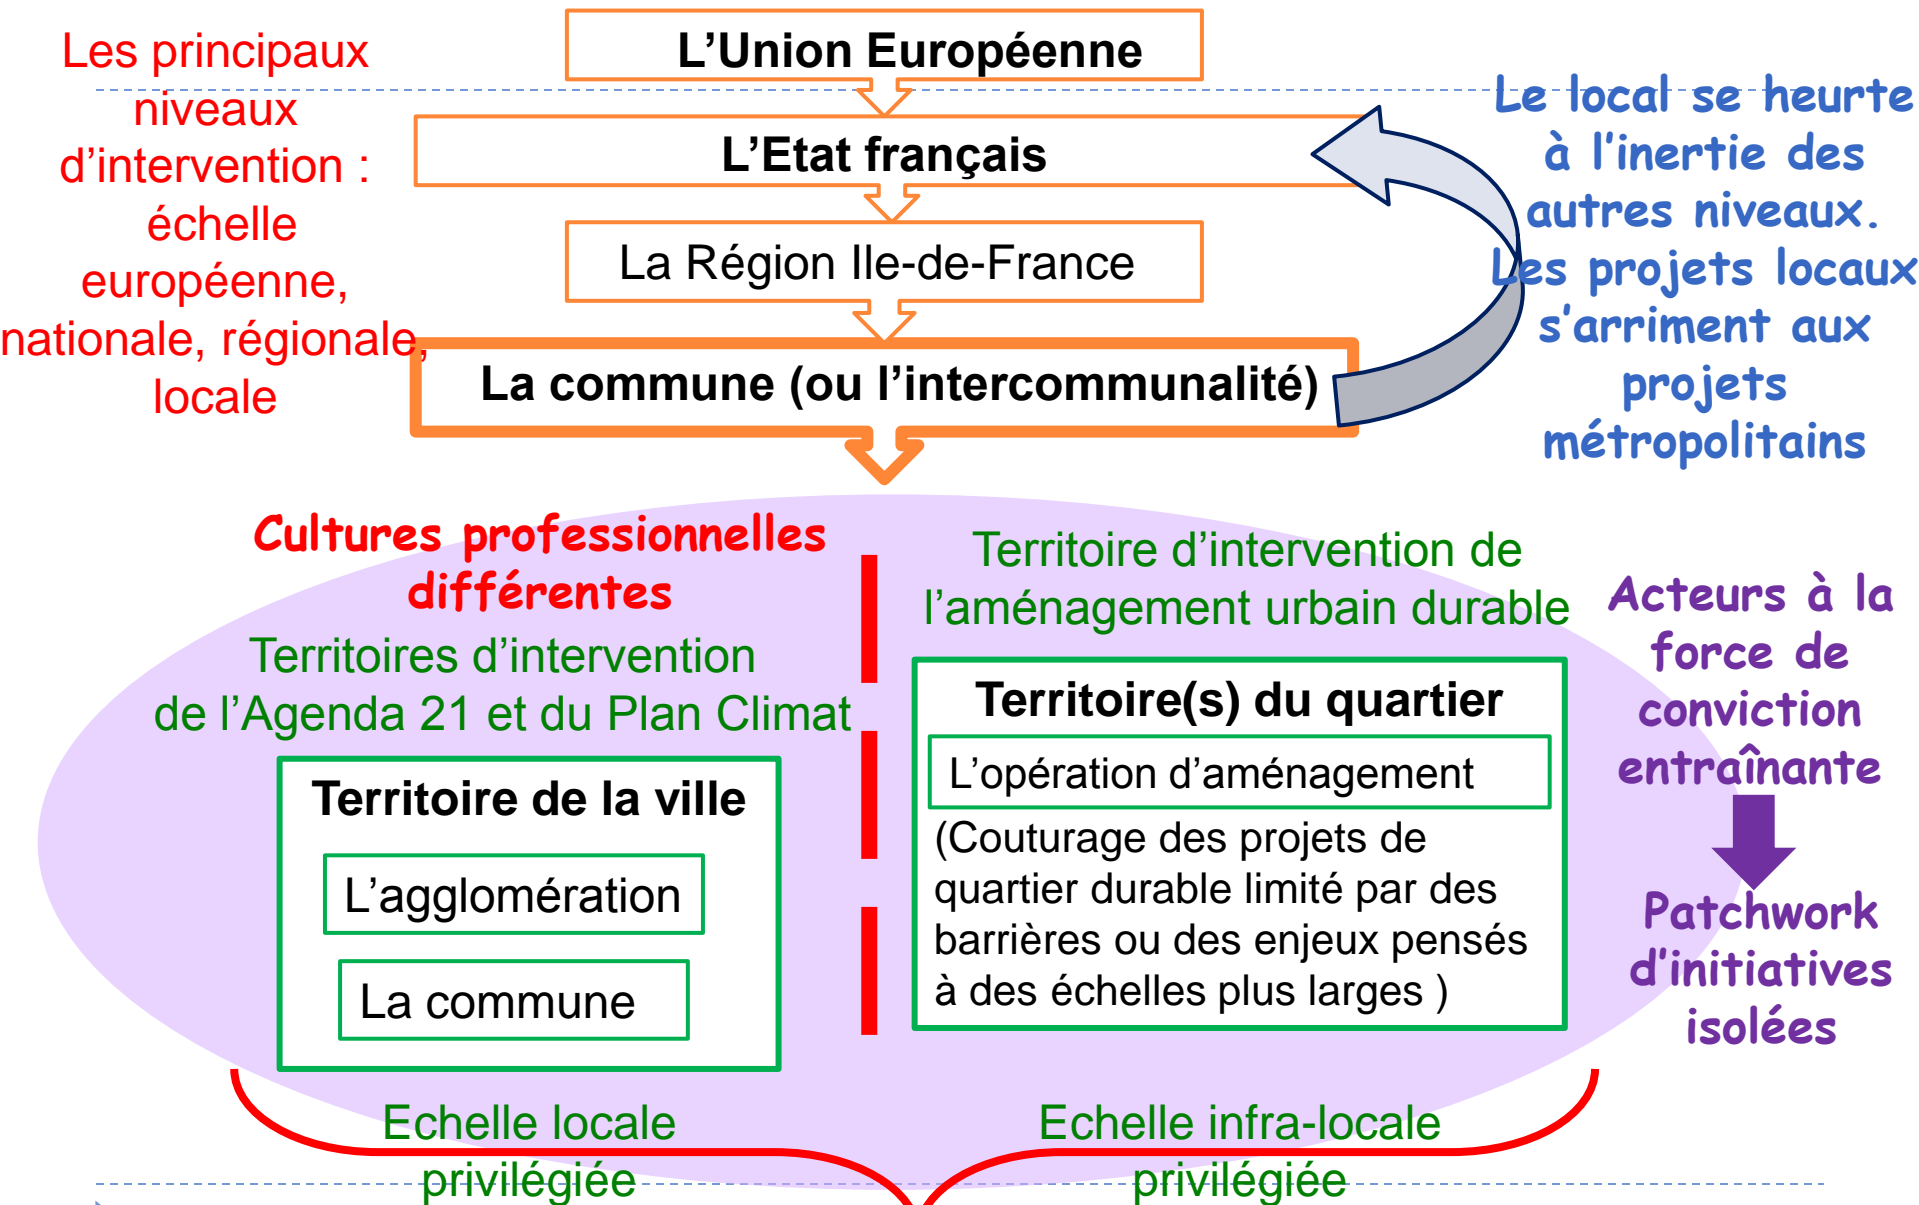 Les principaux
niveaux
d'intervention :
échelle
européenne,
nationale, régionale,
locale
L'Union Européenne
L'Etat français
La Région Ile-de-France
La commune (ou l'intercommunalité)
Le local se heurte
à l'inertie des
autres niveaux.
Les projets locaux
s'arriment aux
projets
métropolitains
Cultures professionnelles
différentes
Territoires d'intervention
de l'Agenda 21 et du Plan Climat
Territoire de la ville
L'agglomération
La commune
Territoire d'intervention de
l'aménagement urbain durable
Territoire(s) du quartier
L'opération d'aménagement
(Couturage des projets de
quartier durable limité par des
barrières ou des enjeux pensés
à des échelles plus larges )
Acteurs à la
force de
conviction
entraînante
Patchwork
d'initiatives
isolées
Echelle locale
privilégiée
Echelle infra-locale
privilégiée